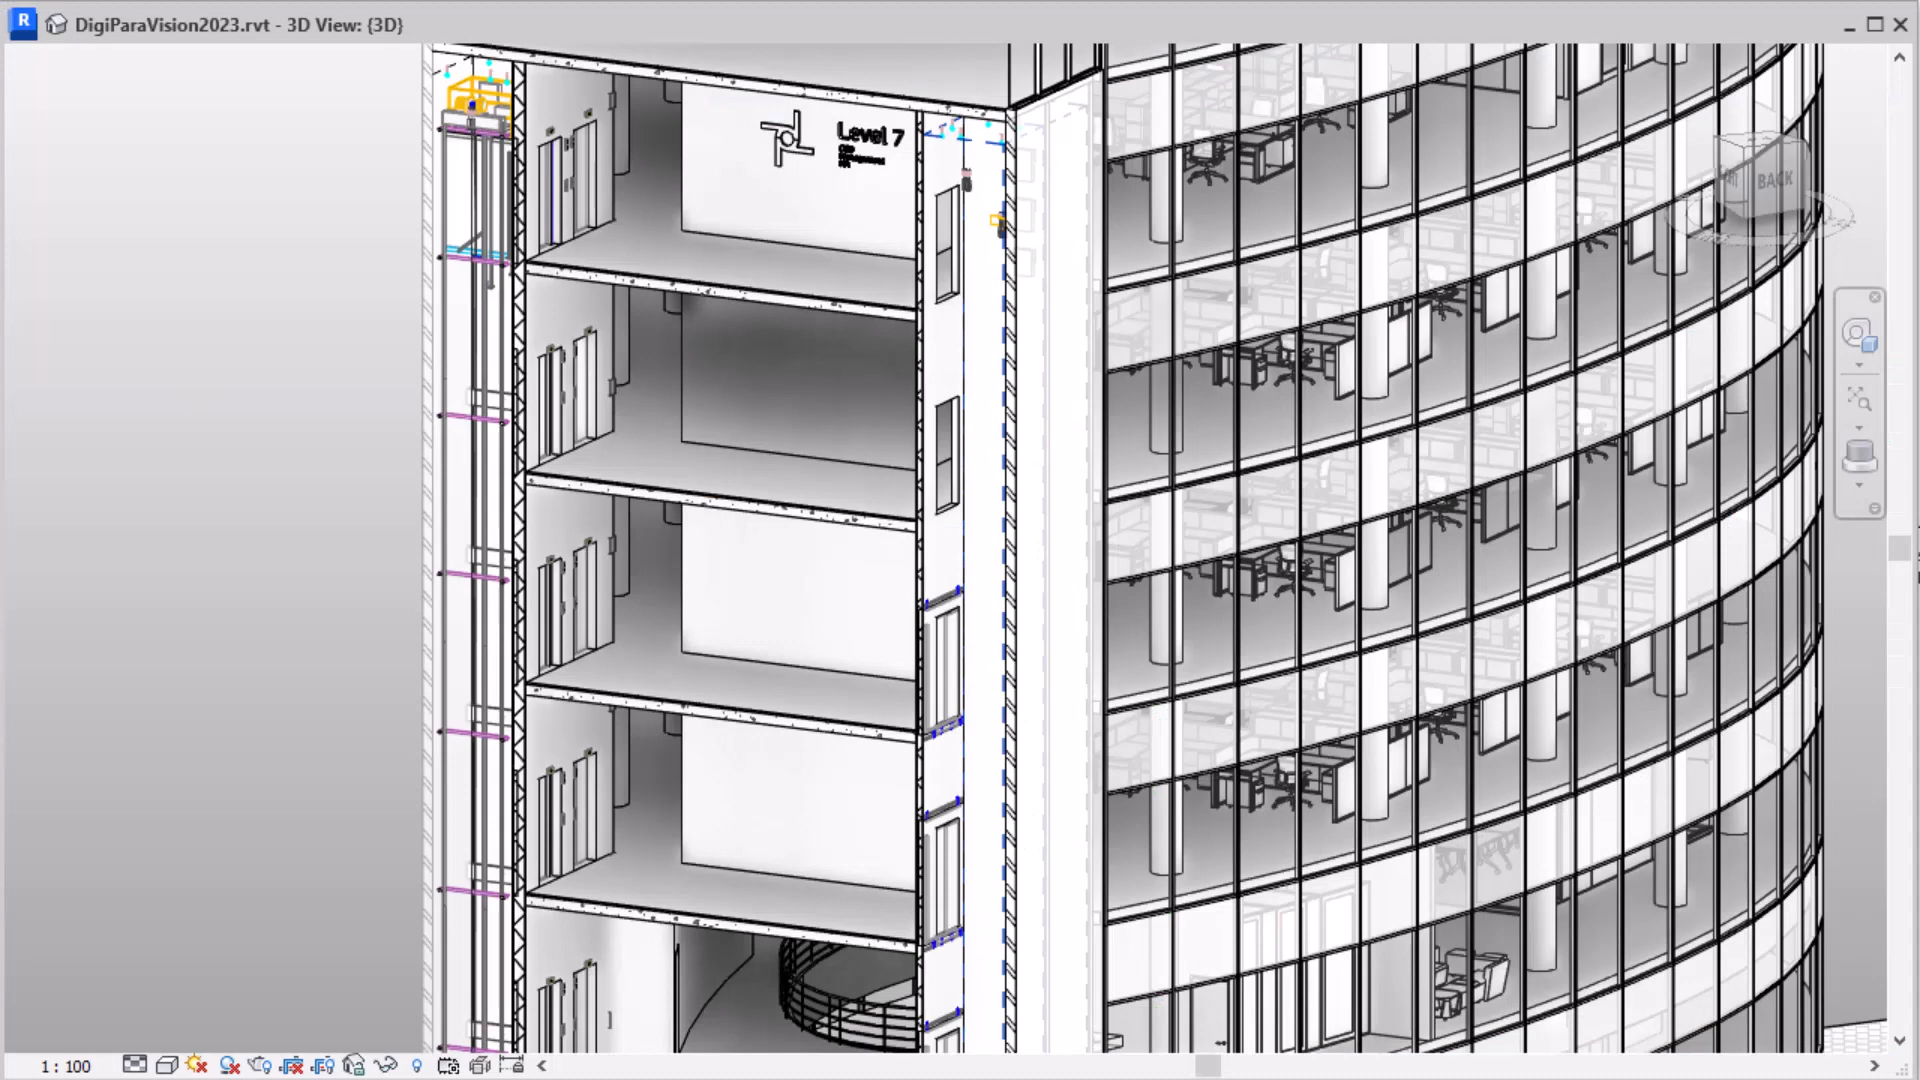 R
DigiParaVision2023.rvt - 3D View: {3D}
Level 7
BACK
1 : 100